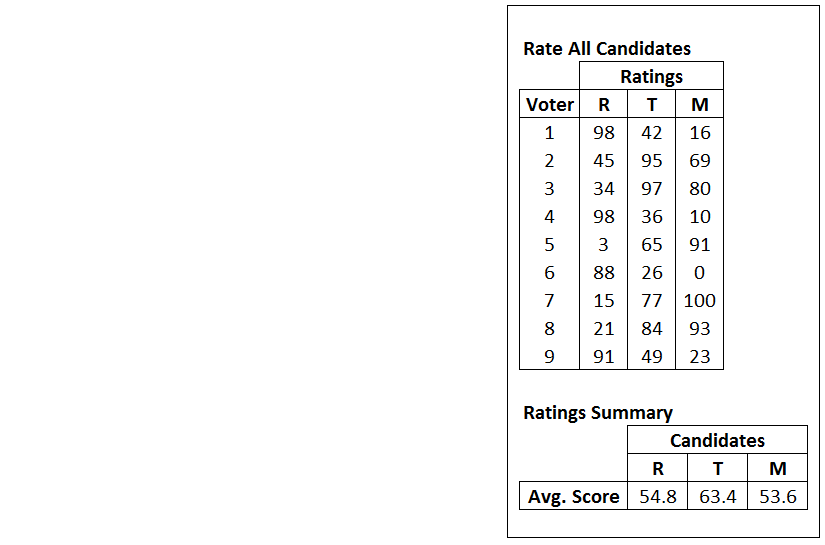 Rate All Candidates
Ratings
Voter R T M
1 98 42 16
2 45 95 69
3 34 97 80
4 98 36 10
5 3 65 91
6 88 26 0
7 15 77 100
8 21 84 93
9 91 49 23
Ratings Summary
Candidates
R T M
Avg. Score 54.8 63.4 53.6